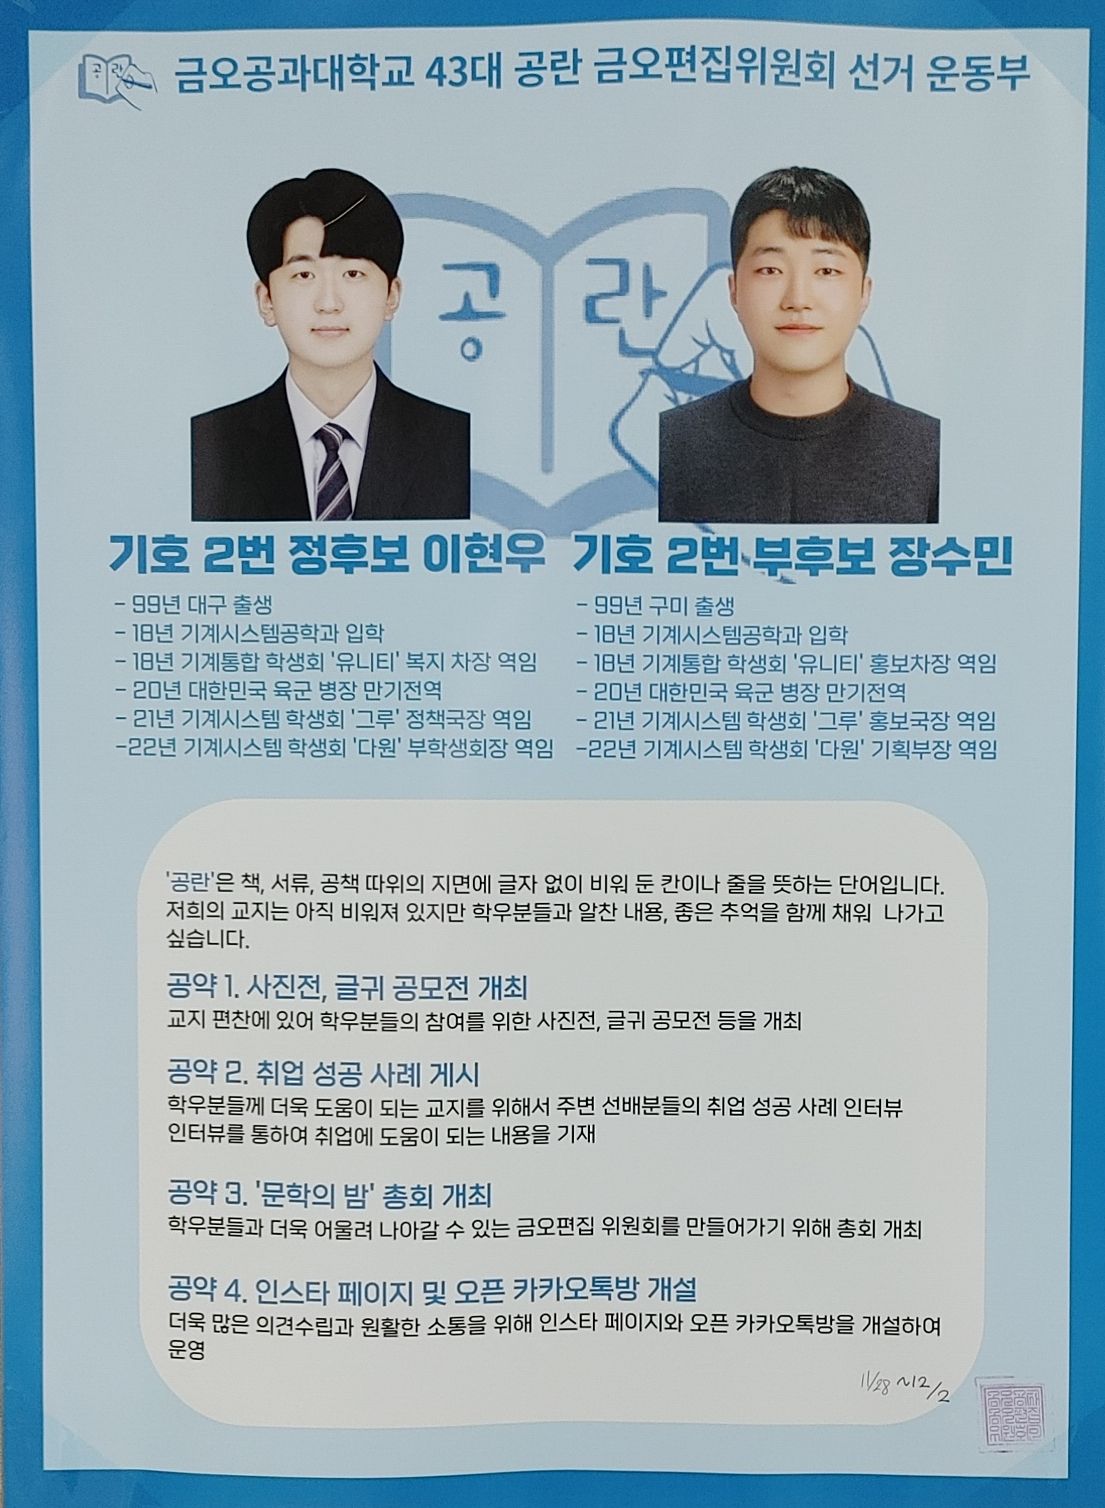 공란
금오공과대학교 43대 공란 금오편집위원회 선거 운동부
공란
기호 2번 정후보 이현우
- 99년 대구 출생
- 18년 기계시스템공학과 입학
- 18년 기계통합 학생회 '유니티' 복지 차장 역임
- 20년 대한민국 육군 병장 만기전역
- 21년 기계시스템 학생회 '그루' 정책국장 역임
-22년 기계시스템 학생회 '다원' 부학생회장 역임
기호 2번 부후보 장수민
- 99년 구미 출생
- 18년 기계시스템공학과 입학
- 18년 기계통합 학생회 '유니티' 홍보차장 역임
- 20년 대한민국 육군 병장 만기전역
- 21년 기계시스템 학생회 '그루' 홍보국장 역임
-22년 기계시스템 학생회 '다원' 기획부장 역임
'공란'은 책, 서류, 공책 따위의 지면에 글자 없이 비워 둔 칸이나 줄을 뜻하는 단어입니다.
저희의 교지는 아직 비워져 있지만 학우분들과 알찬 내용, 좋은 추억을 함께 채워 나가고
싶습니다.
공약 1. 사진전, 글귀 공모전 개최
교지 편찬에 있어 학우분들의 참여를 위한 사진전, 글귀 공모전 등을 개최
공약 2. 취업 성공 사례 게시
학우분들께 더욱 도움이 되는 교지를 위해서 주변 선배분들의 취업 성공 사례 인터뷰
인터뷰를 통하여 취업에 도움이 되는 내용을 기재
공약 3. '문학의 밤' 총회 개최
학우분들과 더욱 어울려 나아갈 수 있는 금오편집 위원회를 만들어가기 위해 총회 개최
공약 4. 인스타 페이지 및 오픈 카카오톡방 개설
더욱 많은 의견수립과 원활한 소통을 위해 인스타 페이지와 오픈 카카오톡방을 개설하여
운영
11/28 ~12/2